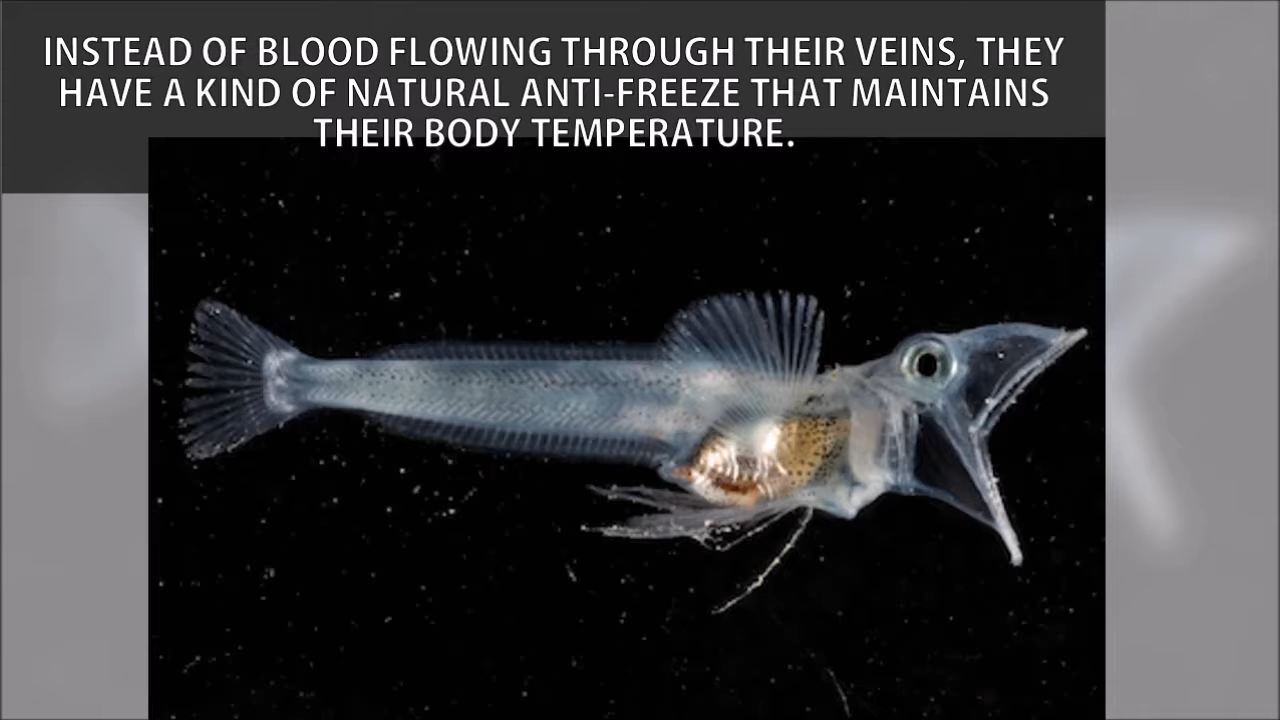 INSTEAD OF BLOOD FLOWING THROUGH THEIR VEINS, THEY
HAVE A KIND OF NATURAL ANTI-FREEZE THAT MAINTAINS
THEIR BODY TEMPERATURE.